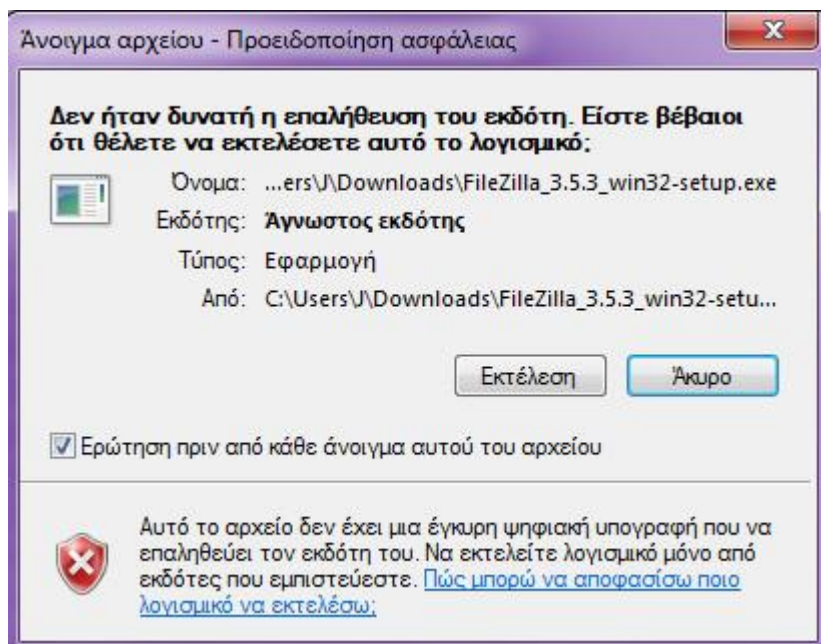 Άνοιγμα αρχείου - Προειδοποίηση ασφάλειας
Δεν ήταν δυνατή η επαλήθευση του εκδότη. Είστε βέβαιοι
ότι θέλετε να εκτελέσετε αυτό το λογισμικό;
Όνομα: ...ers\J\Downloads\FileZilla_3.5.3_win32-setup.exe
Εκδότης: Άγνωστος εκδότης
Τύπος: Εφαρμογή
Από: C:\Users\J\Downloads\FileZilla_3.5.3_win32-setu...
Εκτέλεση Άκυρο
Ερώτηση πριν από κάθε άνοιγμα αυτού του αρχείου
Αυτό το αρχείο δεν έχει μια έγκυρη ψηφιακή υπογραφή που να
επαληθεύει τον εκδότη του. Να εκτελείτε λογισμικό μόνο από
εκδότες που εμπιστεύεστε. Πώς μπορώ να αποφασίσω ποιο
λογισμικό να εκτελέσω;